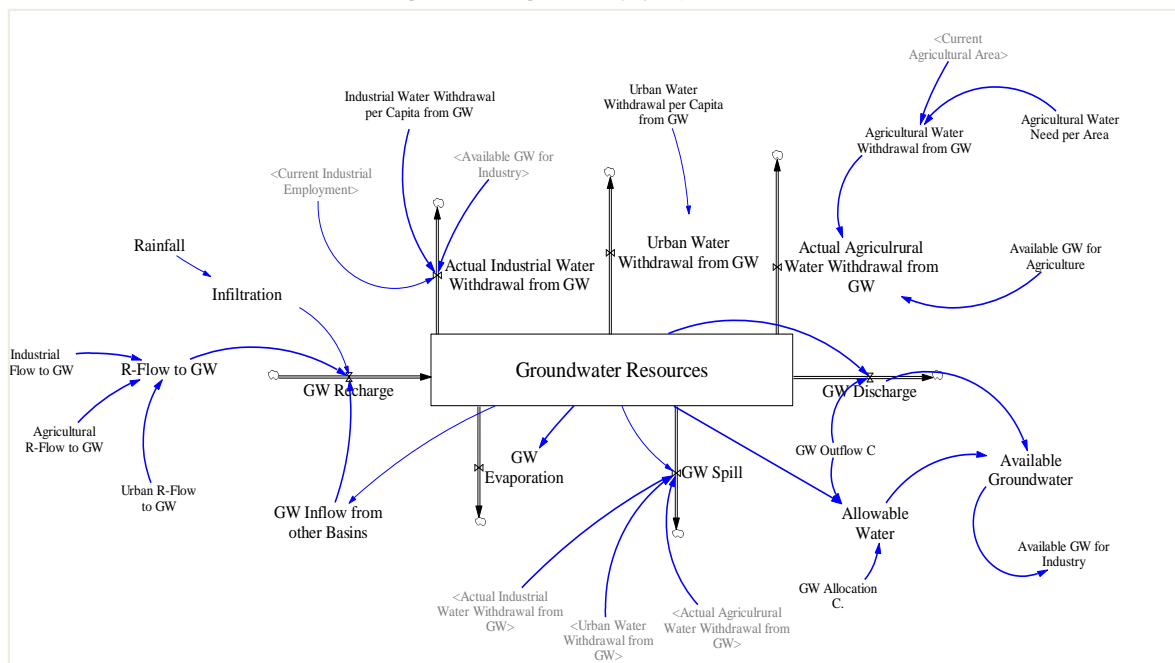 <Current
Agricultural Area>
Industrial Water Withdrawal
per Capita from GW
Urban Water
Withdrawal per Capita
from GW
Agricultural Water
Withdrawal from GW
Agricultural Water
Need per Area
<Current Industrial
Employment>
<Available GW for
Industry>
Rainfall
Infiltration
Actual Industrial Water
Withdrawal from GW
Urban Water
Withdrawal from GW
Actual Agriculrural
Water Withdrawal from
GW
Available GW for
Agriculture
Industrial
Flow to GW
R-Flow to GW
GW Recharge
Groundwater Resources
GW Discharge
Agricultural
R-Flow to GW
Urban R-Flow
to GW
GW Inflow from
other Basins
GW
Evaporation
GW Spill
GW Outflow C
Allowable
Water
Available
Groundwater
Available GW for
Industry
GW Allocation
C.
<Actual Industrial
Water Withdrawal from
GW>
<Urban Water
Withdrawal from GW>
<Actual Agriculrural
Water Withdrawal from
GW>